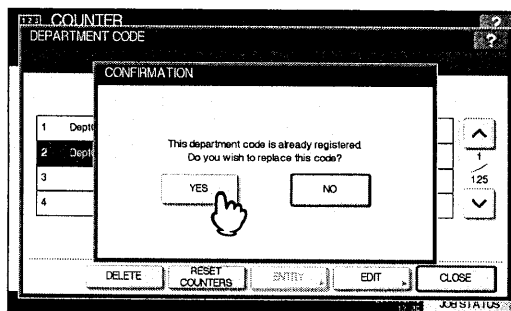 123 COUNTER ?
DEPARTMENT CODE ?
CONFIRMATION
This department code is already registered.
Do you wish to replace this code?
YES NO
1 Dept
2 Dept
3
4
1
125
DELETE RESET COUNTERS ENTRY EDIT CLOSE
JOB STATUS